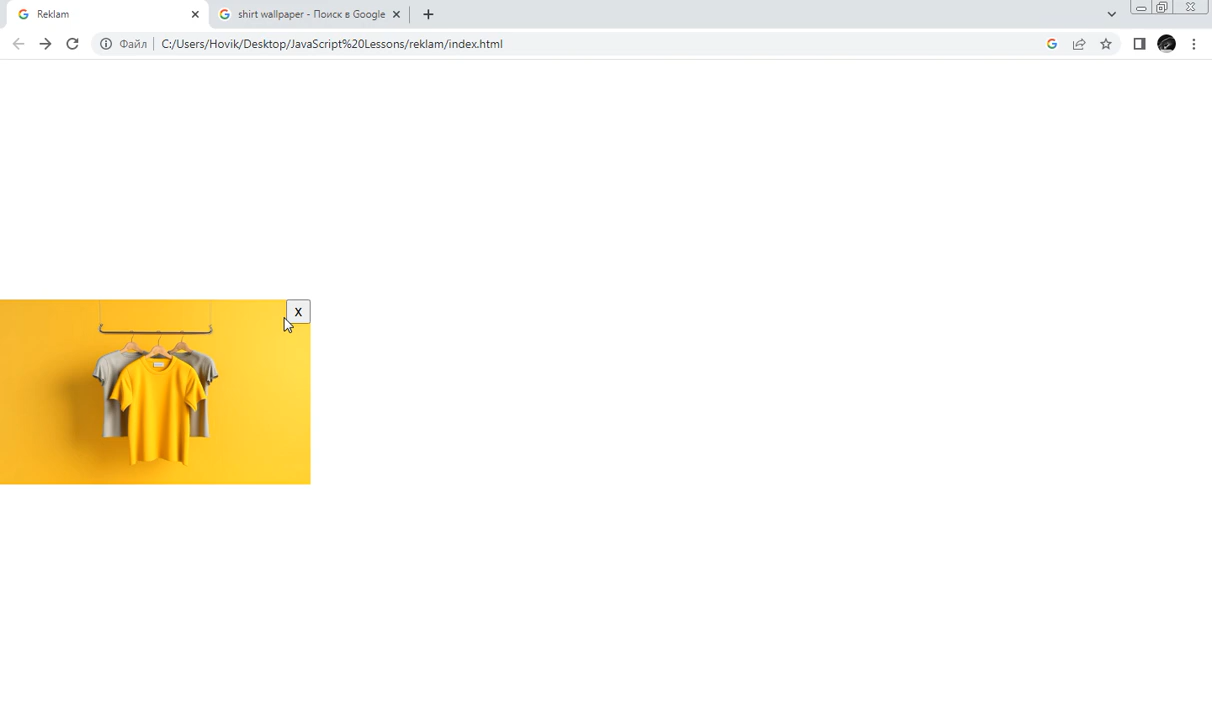 Reklam
shirt wallpaper - Поиск в Google
Файл
C:/Users/Hovik/Desktop/JavaScript%20Lessons/reklam/index.html
X